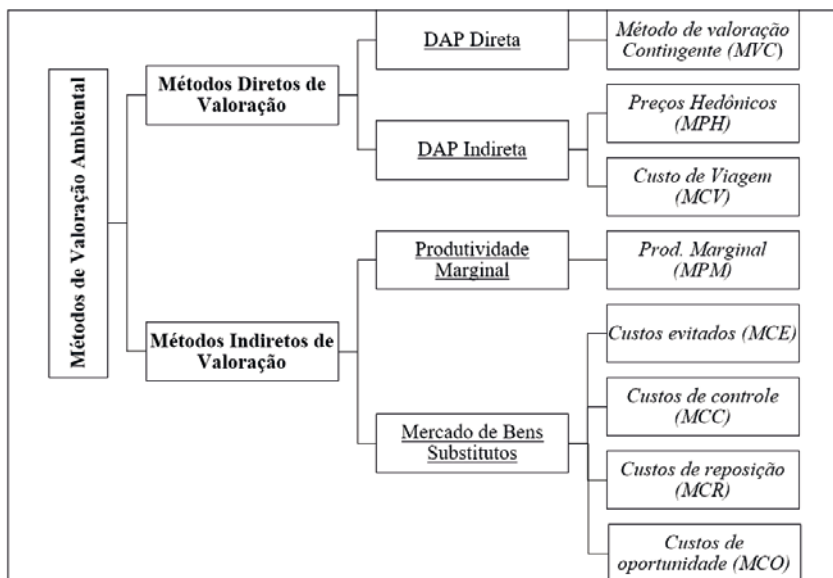 Métodos de Valoração Ambiental
Métodos Diretos de
Valoração
DAP Direta
Método de valoração
Contingente (MVC)
DAP Indireta
Preços Hedônicos
(MPH)
Custo de Viagem
(MCV)
Métodos Indiretos de
Valoração
Produtividade
Marginal
Prod. Marginal
(MPM)
Mercado de Bens
Substitutos
Custos evitados (MCE)
Custos de controle
(MCC)
Custos de reposição
(MCR)
Custos de
oportunidade (MCO)